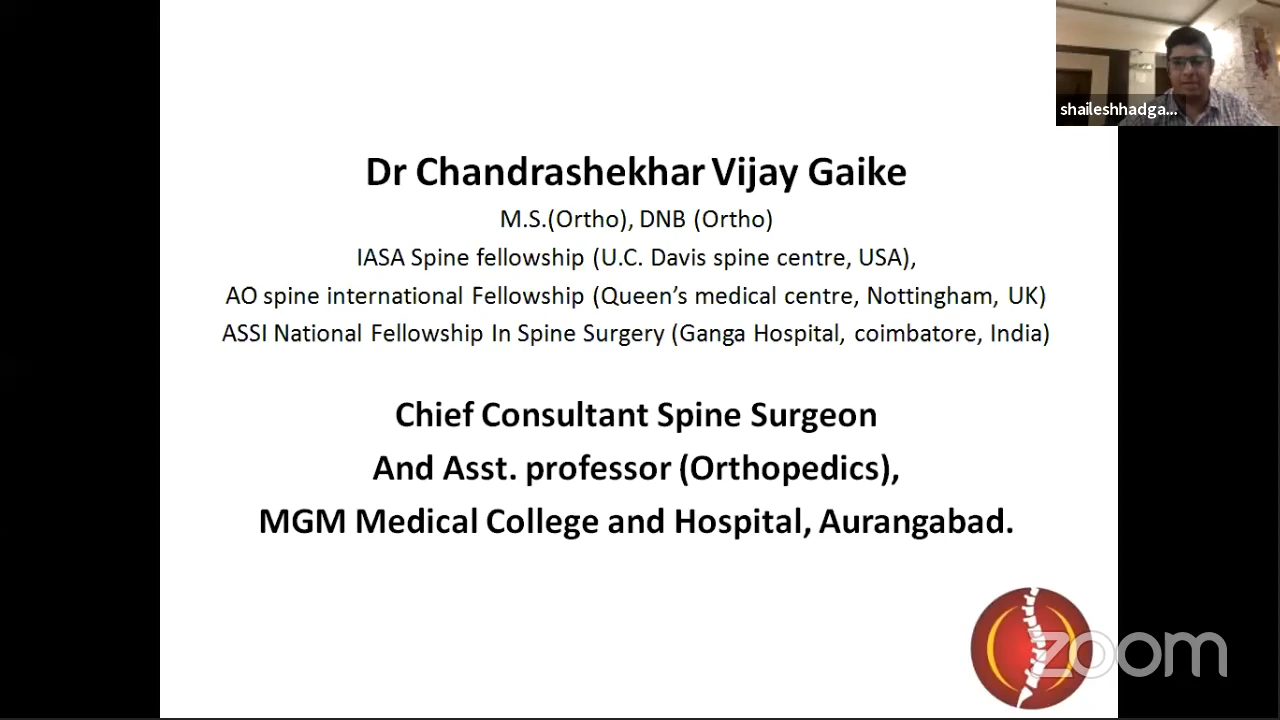 shaileshhadga...
Dr Chandrashekhar Vijay Gaike
M.S.(Ortho), DNB (Ortho)
IASA Spine fellowship (U.C. Davis spine centre, USA),
AO spine international Fellowship (Queen's medical centre, Nottingham, UK)
ASSI National Fellowship In Spine Surgery (Ganga Hospital, coimbatore, India)
Chief Consultant Spine Surgeon
And Asst. professor (Orthopedics),
MGM Medical College and Hospital, Aurangabad.
zoom